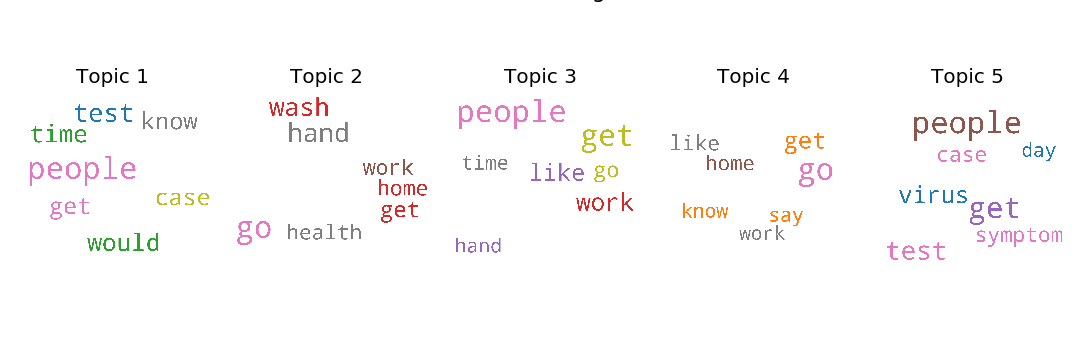 Topic 1
test
know
time
people
case
get
would
Topic 2
wash
hand
work
home
get
go
health
Topic 3
people
get
time
like
go
work
hand
Topic 4
like
get
home
go
know
say
work
Topic 5
people
case
day
virus
get
symptom
test